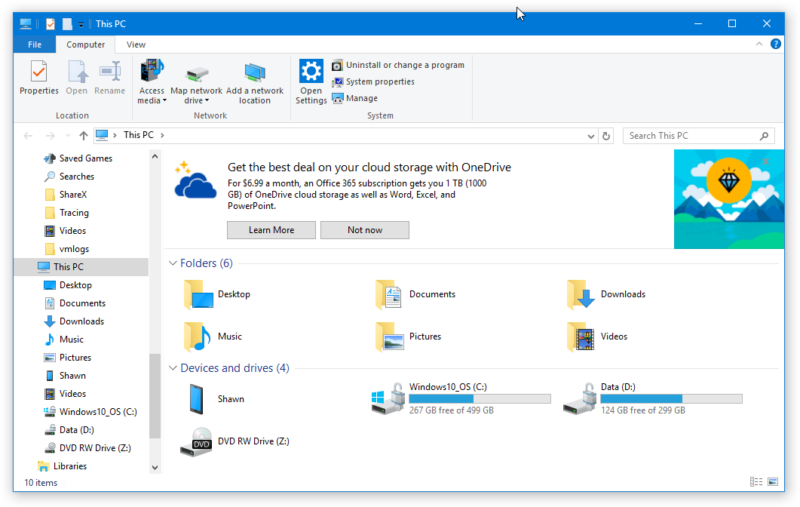 This PC
File
Computer
View
Properties
Open
Rename
Access media
Map network drive
Add a network location
Open Settings
Uninstall or change a program
System properties
Manage
Location
Network
System
This PC
Search This PC
Saved Games
Searches
ShareX
Tracing
Videos
vmlogs
This PC
Desktop
Documents
Downloads
Music
Pictures
Shawn
Videos
Windows10_OS (C:)
Data (D:)
DVD RW Drive (Z:)
Libraries
Get the best deal on your cloud storage with OneDrive
For $6.99 a month, an Office 365 subscription gets you 1 TB (1000
GB) of OneDrive cloud storage as well as Word, Excel, and
PowerPoint.
Learn More
Not now
Folders (6)
Desktop
Documents
Downloads
Music
Pictures
Videos
Devices and drives (4)
Shawn
Windows10_OS (C:)
267 GB free of 499 GB
Data (D:)
124 GB free of 299 GB
DVD
DVD RW Drive (Z:)
10 items